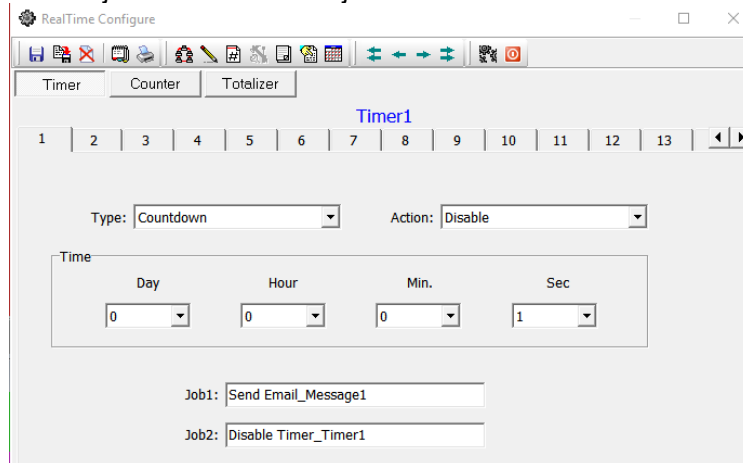 RealTime Configure
Timer Counter Totalizer
Timer1
1 2 3 4 5 6 7 8 9 10 11 12 13
Type: Countdown Action: Disable
Time
Day Hour Min. Sec
0 0 0 1
Job1: Send Email_Message1
Job2: Disable Timer_Timer1